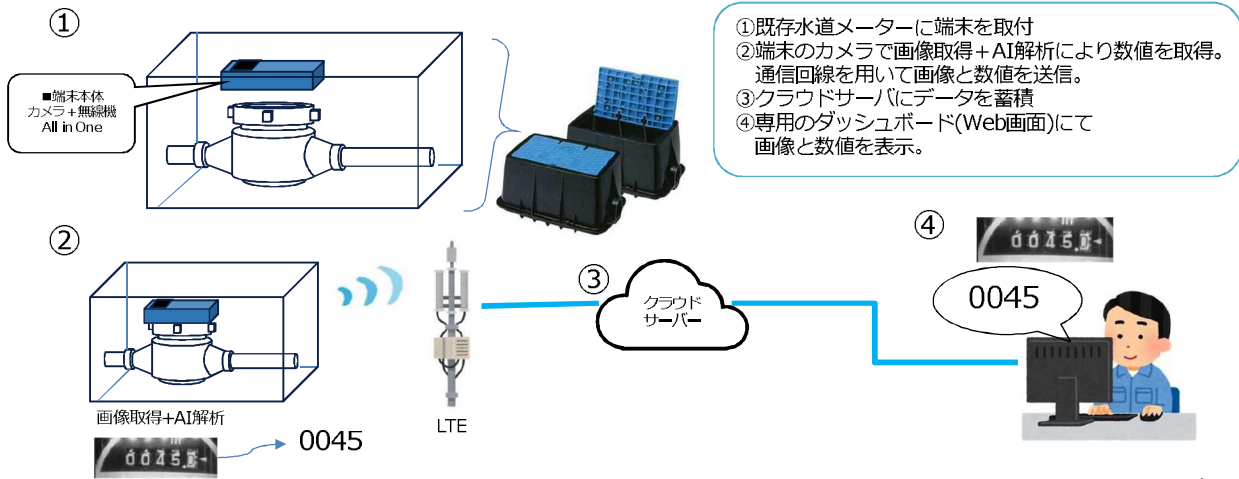 ①
■端末本体
カメラ+無線機
All in One
①既存水道メーターに端末を取付
②端末のカメラで画像取得+AI解析により数値を取得。
通信回線を用いて画像と数値を送信。
③クラウドサーバにデータを蓄積
④専用のダッシュボード(Web画面)にて
画像と数値を表示。
②
画像取得+AI解析
0045.
0045
LTE
③
クラウド
サーバー
④
0045.
0045